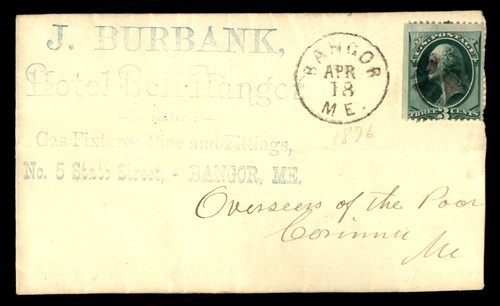 J. BURBANK,
Hotel Bell-Hanger
Gas Fixtures, Pipe and Fittings,
No. 5 State Street, - BANGOR, ME.
BANGOR
APR
18
ME.
U.S. POSTAGE
THREE CENTS
1896
Overseers of the Poor
Corinna
Me